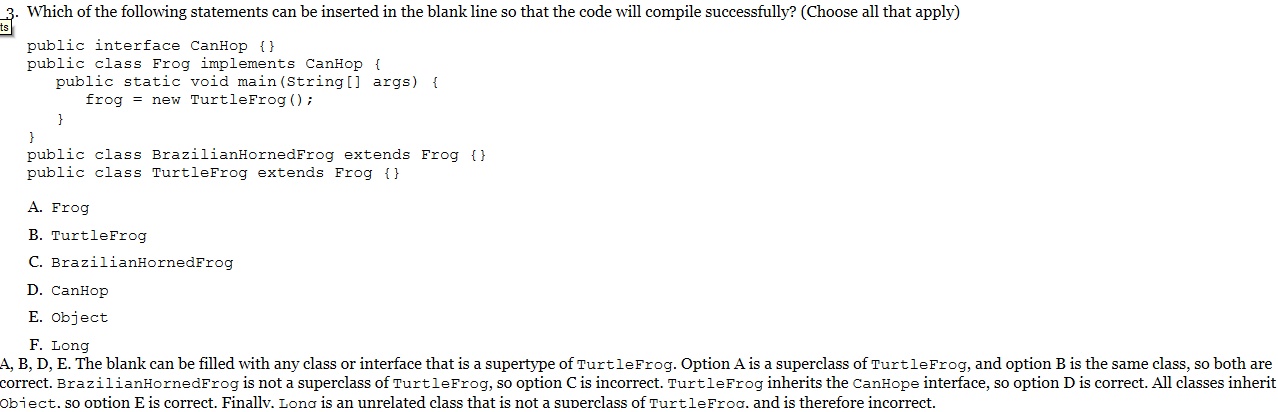 3. Which of the following statements can be inserted in the blank line so that the code will compile successfully? (Choose all that apply)
ts
public interface CanHop {}
public class Frog implements CanHop {
public static void main(String[] args) {
frog = new TurtleFrog();
}
}
public class BrazilianHornedFrog extends Frog {}
public class TurtleFrog extends Frog {}
A. Frog
B. TurtleFrog
C. BrazilianHornedFrog
D. CanHop
E. Object
F. Long
A, B, D, E. The blank can be filled with any class or interface that is a supertype of TurtleFrog. Option A is a superclass of TurtleFrog, and option B is the same class, so both are
correct. BrazilianHornedFrog is not a superclass of TurtleFrog, so option C is incorrect. TurtleFrog inherits the CanHope interface, so option D is correct. All classes inherit
Object, so option E is correct. Finally, Long is an unrelated class that is not a superclass of TurtleFrog, and is therefore incorrect.